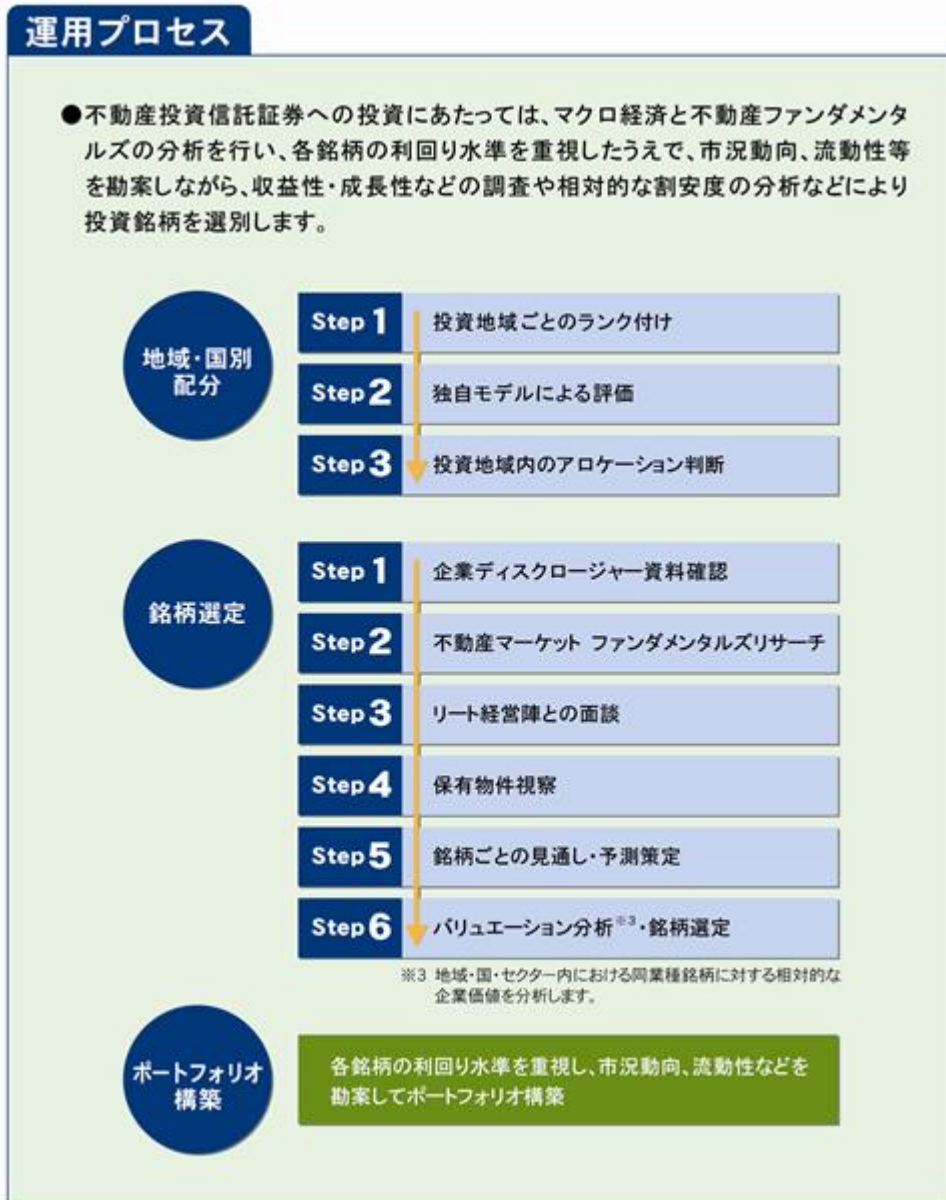 運用プロセス
●不動産投資信託証券への投資にあたっては、マクロ経済と不動産ファンダメンタ
ルズの分析を行い、各銘柄の利回り水準を重視したうえで、市況動向、流動性等
を勘案しながら、収益性・成長性などの調査や相対的な割安度の分析などにより
投資銘柄を選別します。
地域・国別
配分
Step 1 投資地域ごとのランク付け
Step 2 独自モデルによる評価
Step 3 投資地域内のアロケーション判断
銘柄選定
Step 1 企業ディスクロージャー資料確認
Step 2 不動産マーケット ファンダメンタルズリサーチ
Step 3 リート経営陣との面談
Step 4 保有物件視察
Step 5 銘柄ごとの見通し・予測策定
Step 6 バリュエーション分析※3・銘柄選定
※3 地域・国・セクター内における同業種銘柄に対する相対的な
企業価値を分析します。
ポートフォリオ
構築
各銘柄の利回り水準を重視し、市況動向、流動性などを
勘案してポートフォリオ構築